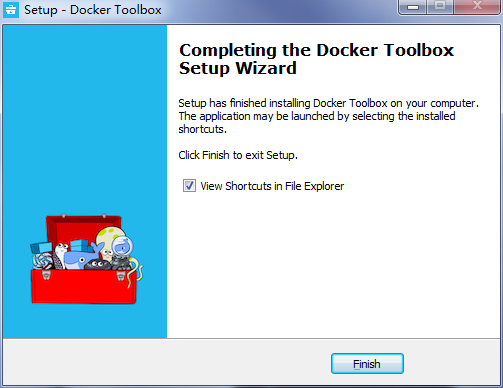 Setup - Docker Toolbox
Completing the Docker Toolbox
Setup Wizard
Setup has finished installing Docker Toolbox on your computer.
The application may be launched by selecting the installed
shortcuts.
Click Finish to exit Setup.
View Shortcuts in File Explorer
Finish